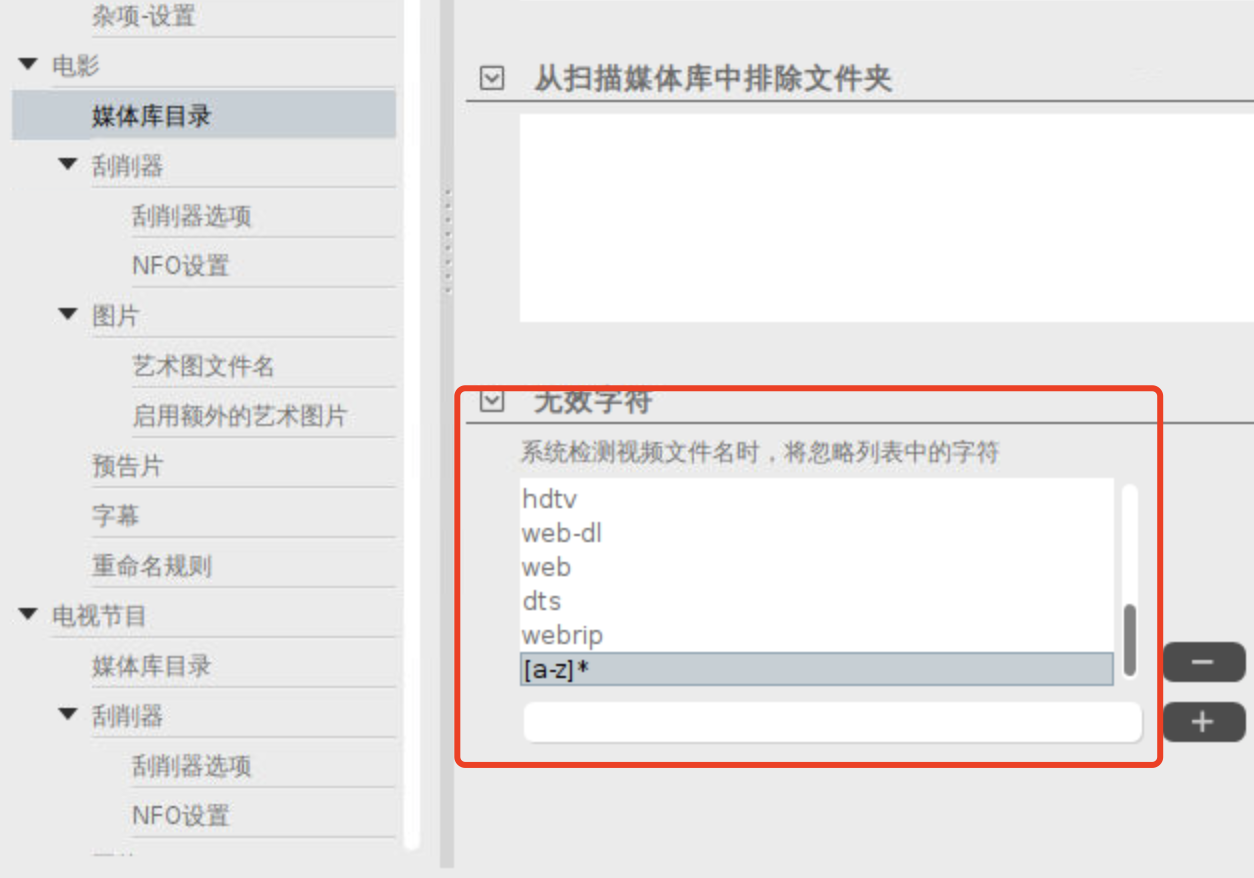 杂项-设置
电影
媒体库目录
刮削器
刮削器选项
NFO设置
图片
艺术图文件名
启用额外的艺术图片
预告片
字幕
重命名规则
电视节目
媒体库目录
刮削器
刮削器选项
NFO设置
从扫描媒体库中排除文件夹
无效字符
系统检测视频文件名时，将忽略列表中的字符
hdtv
web-dl
web
dts
webrip
[a-z]*